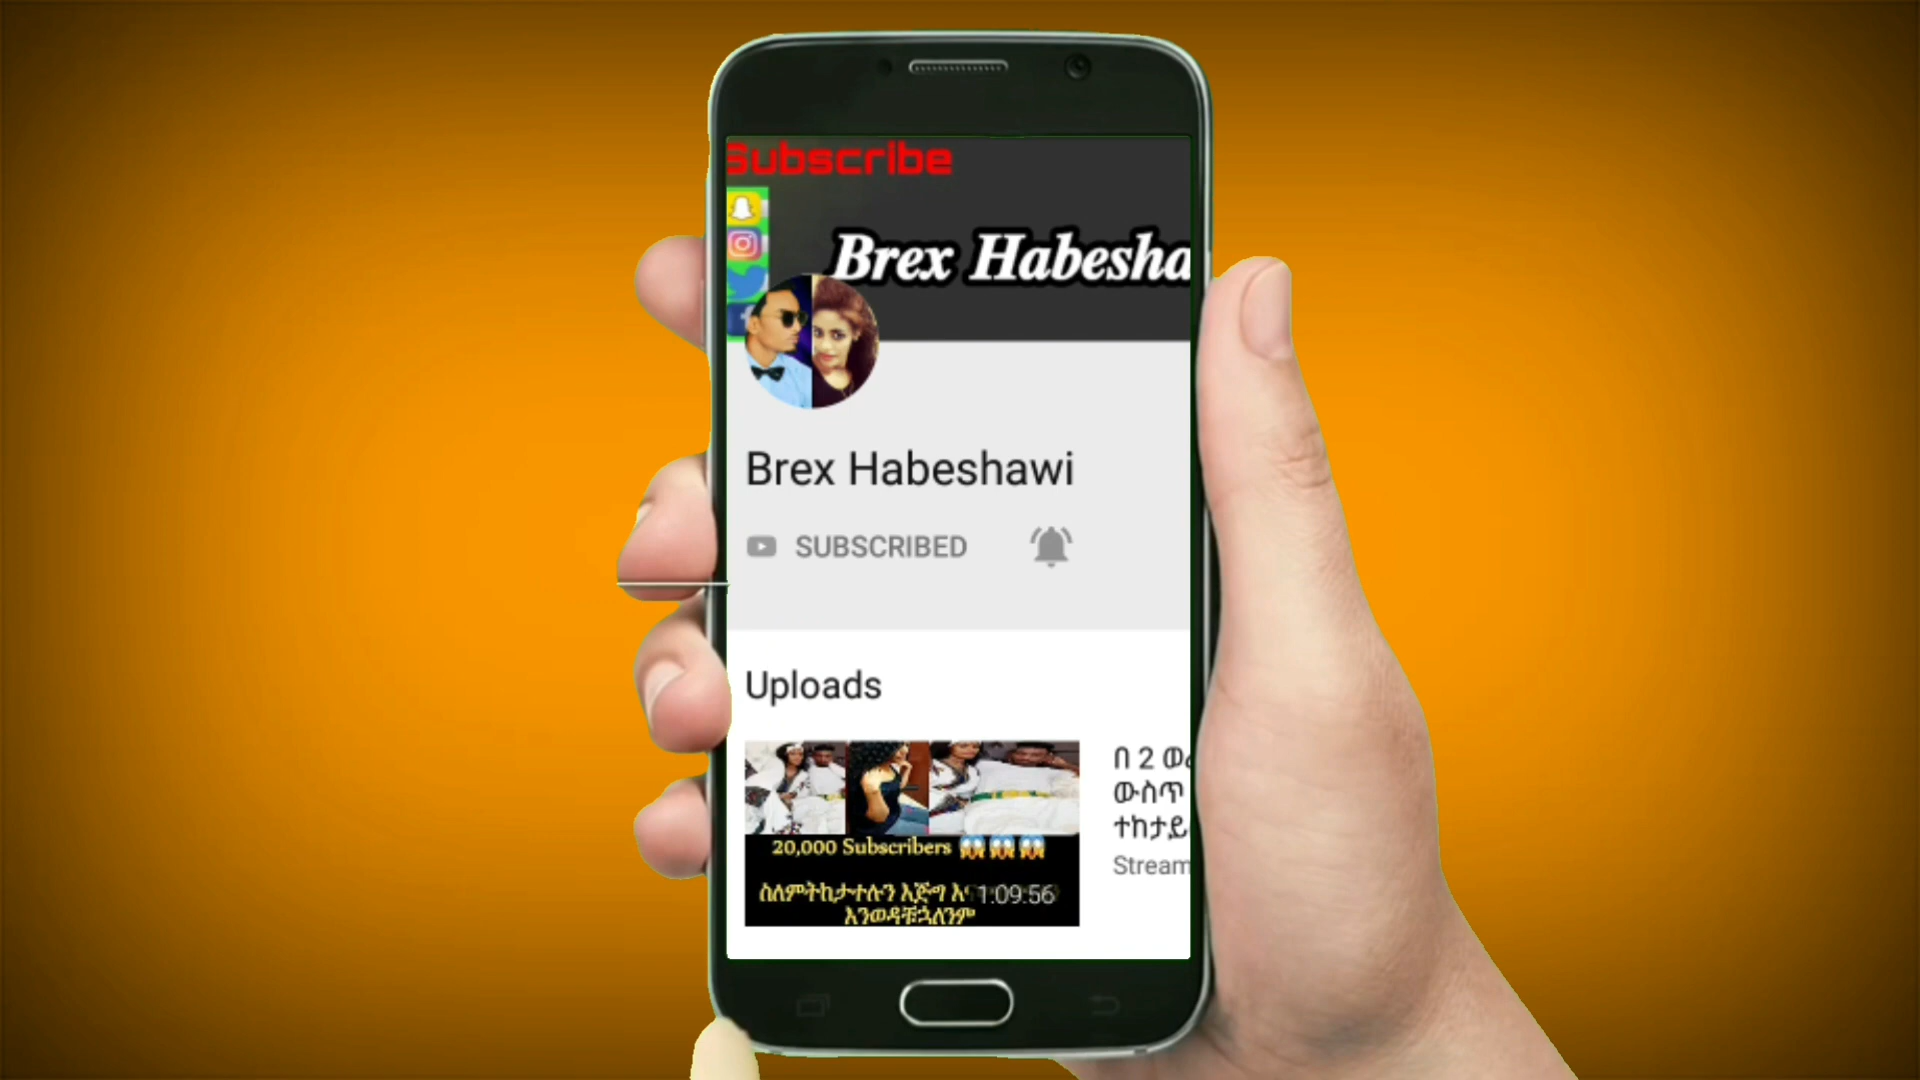 Subscribe
Brex Habesha
Brex Habeshawi
SUBSCRIBED
Uploads
20,000 Subscribers 😱😱😱
ስለምትከታተሉን እጅግ
1:09:56
እንወዳቹኋለንም
በ 2
ውስጥ
ተከታይ
Stream